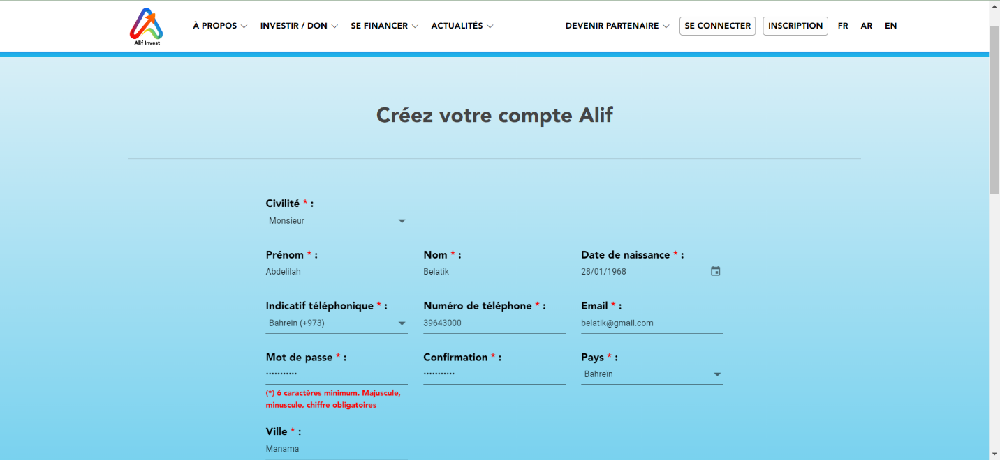 À PROPOS
INVESTIR / DON
SE FINANCER
ACTUALITÉS
DEVENIR PARTENAIRE
SE CONNECTER
INSCRIPTION
FR
AR
EN
Alif Invest
Créez votre compte Alif
Civilité * :
Monsieur
Prénom * :
Nom * :
Date de naissance * :
Abdelilah
Belatik
28/01/1968
Indicatif téléphonique * :
Numéro de téléphone * :
Email * :
Bahreïn (+973)
39643000
belatik@gmail.com
Mot de passe * :
Confirmation * :
Pays * :
•••••••••••
•••••••••••
Bahreïn
(*) 6 caractères minimum. Majuscule,
minuscule, chiffre obligatoires
Ville * :
Manama